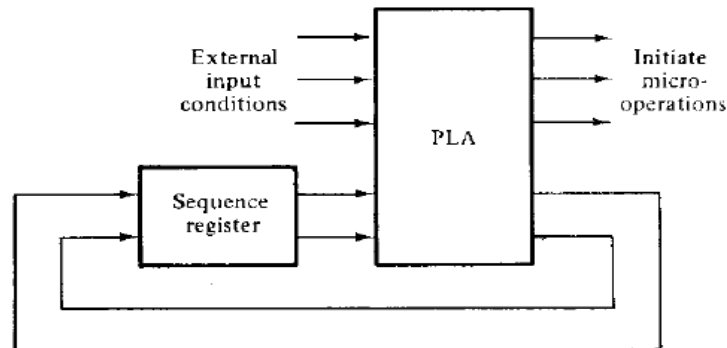 External
input
conditions
PLA
Initiate
micro-
operations
Sequence
register